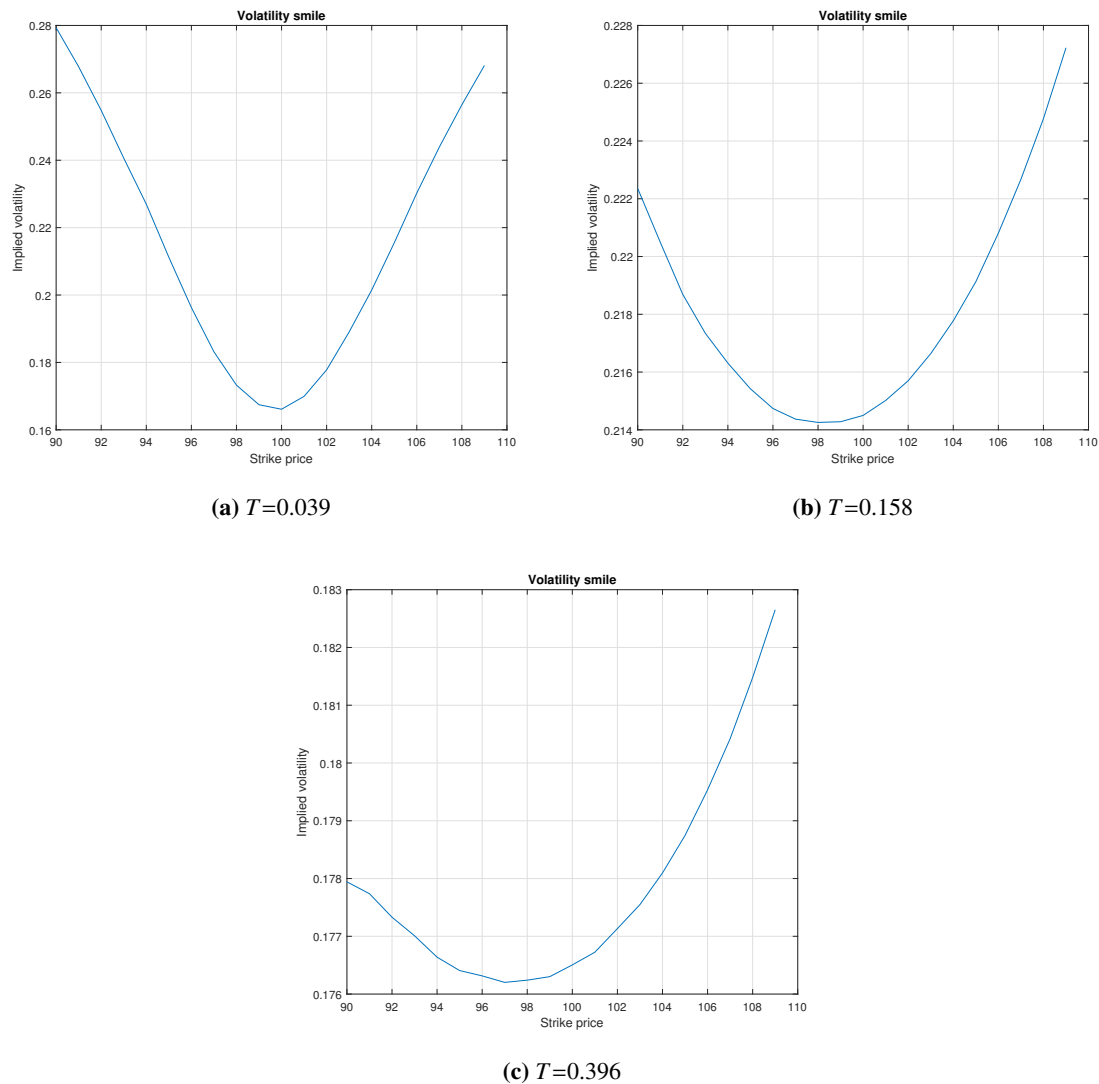 Volatility smile
0.28
0.26
0.24
0.22
0.2
0.18
0.16
Implied volatility
90 92 94 96 98 100 102 104 106 108 110
Strike price
(a) T=0.039
Volatility smile
0.228
0.226
0.224
0.222
0.22
0.218
0.216
0.214
Implied volatility
90 92 94 96 98 100 102 104 106 108 110
Strike price
(b) T=0.158
Volatility smile
0.183
0.182
0.181
0.18
0.179
0.178
0.177
0.176
Implied volatility
90 92 94 96 98 100 102 104 106 108 110
Strike price
(c) T=0.396